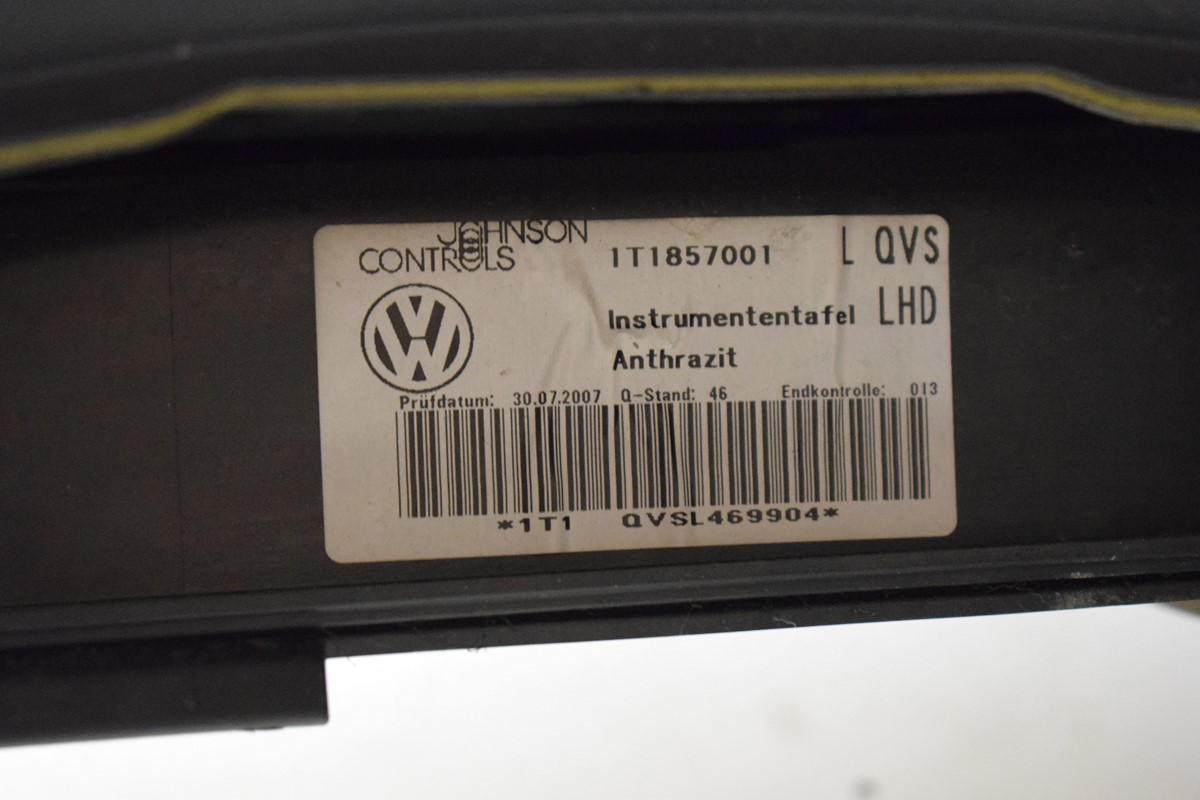 JOHNSON
CONTROLS
1T1857001 L QVS
Instrumententafel LHD
Anthrazit
Prüfdatum: 30.07.2007 Q-Stand: 46 Endkontrolle: 013
*1T1 QVSL469904*